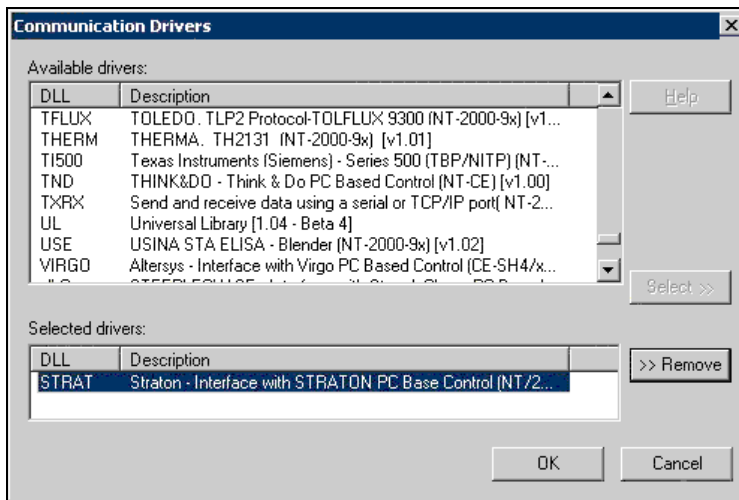 Communication Drivers
Available drivers:
DLL Description
TFLUX TOLEDO. TLP2 Protocol-TOLFLUX 9300 (NT-2000-9x) [v1...
THERM THERMA. TH2131 (NT-2000-9x) [v1.01]
TI500 Texas Instruments (Siemens) - Series 500 (TBP/NITP) (NT-...
TND THINK&DO - Think & Do PC Based Control (NT-CE) [v1.00]
TXRX Send and receive data using a serial or TCP/IP port( NT-2...
UL Universal Library [1.04 - Beta 4]
USE USINA STA ELISA - Blender (NT-2000-9x) [v1.02]
VIRGO Altersys - Interface with Virgo PC Based Control (CE-SH4/x...
Help
Select >>
Selected drivers:
DLL Description
STRAT Straton - Interface with STRATON PC Base Control (NT/2...
>> Remove
OK Cancel